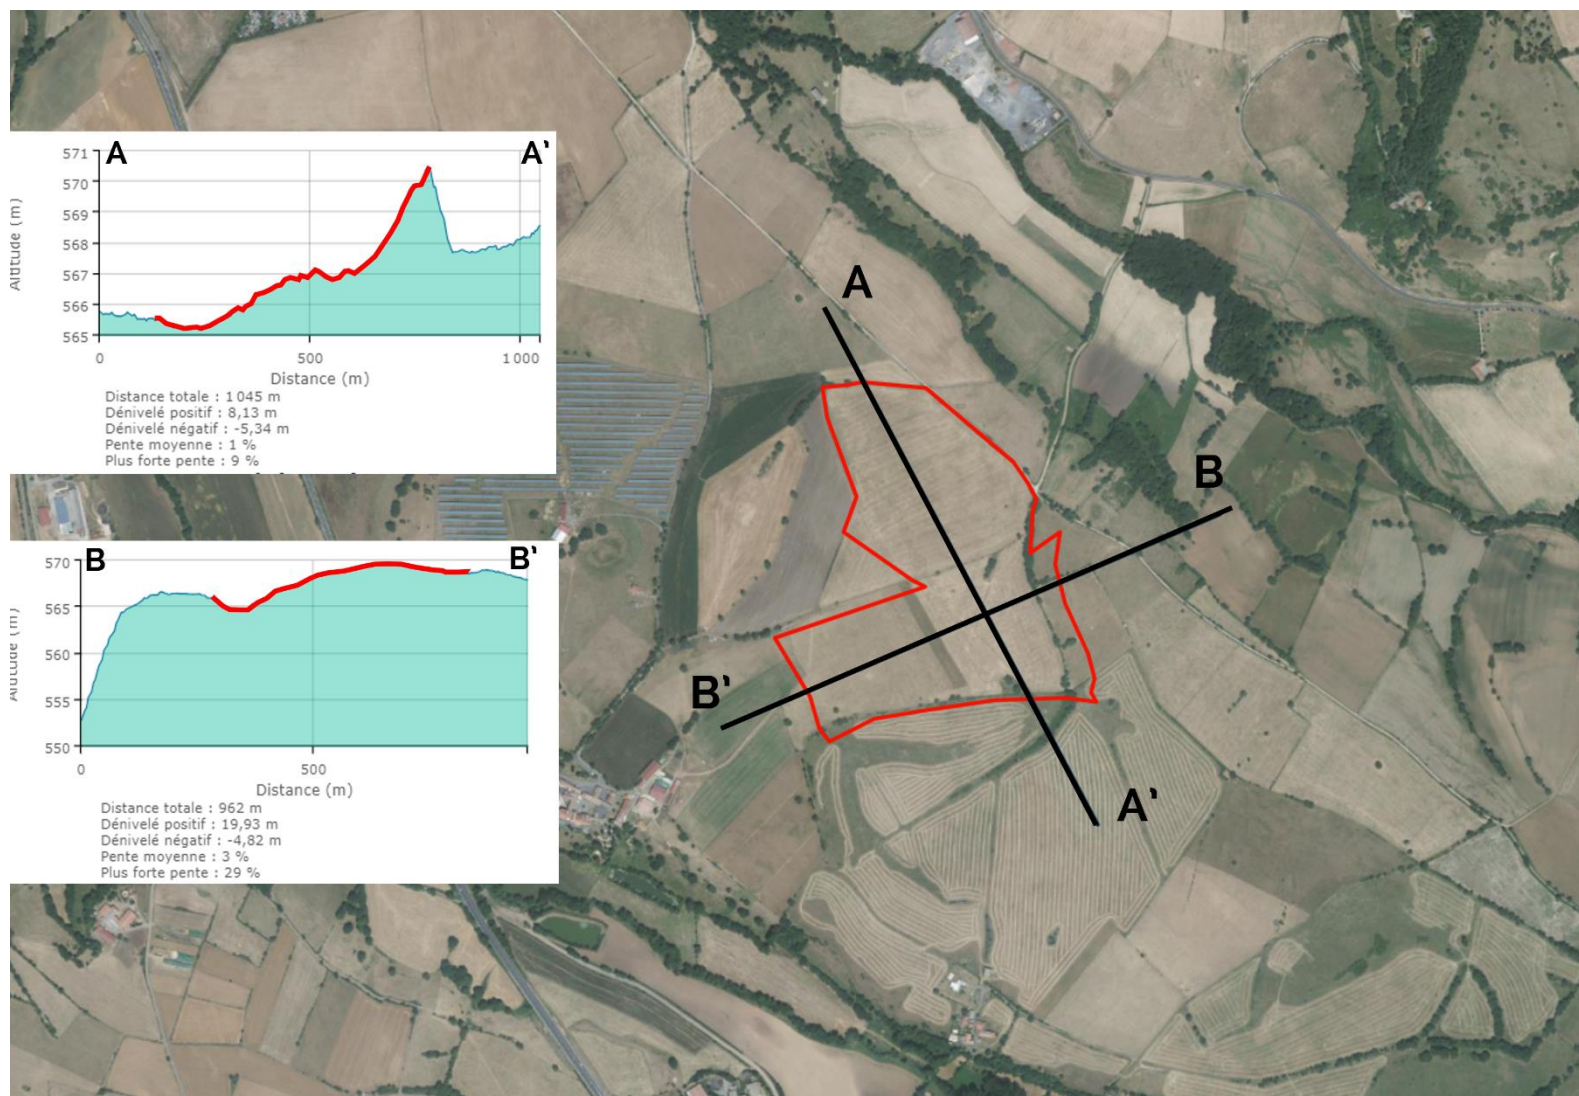 A
A'
571
570
569
568
567
566
565
Altitude (m)
0
500
1 000
Distance (m)
Distance totale : 1 045 m
Dénivelé positif : 8,13 m
Dénivelé négatif : -5,34 m
Pente moyenne : 1 %
Plus forte pente : 9 %
B
B'
570
565
560
555
550
Altitude (m)
0
500
Distance (m)
Distance totale : 962 m
Dénivelé positif : 19,93 m
Dénivelé négatif : -4,82 m
Pente moyenne : 3 %
Plus forte pente : 29 %
A
B
B'
A'